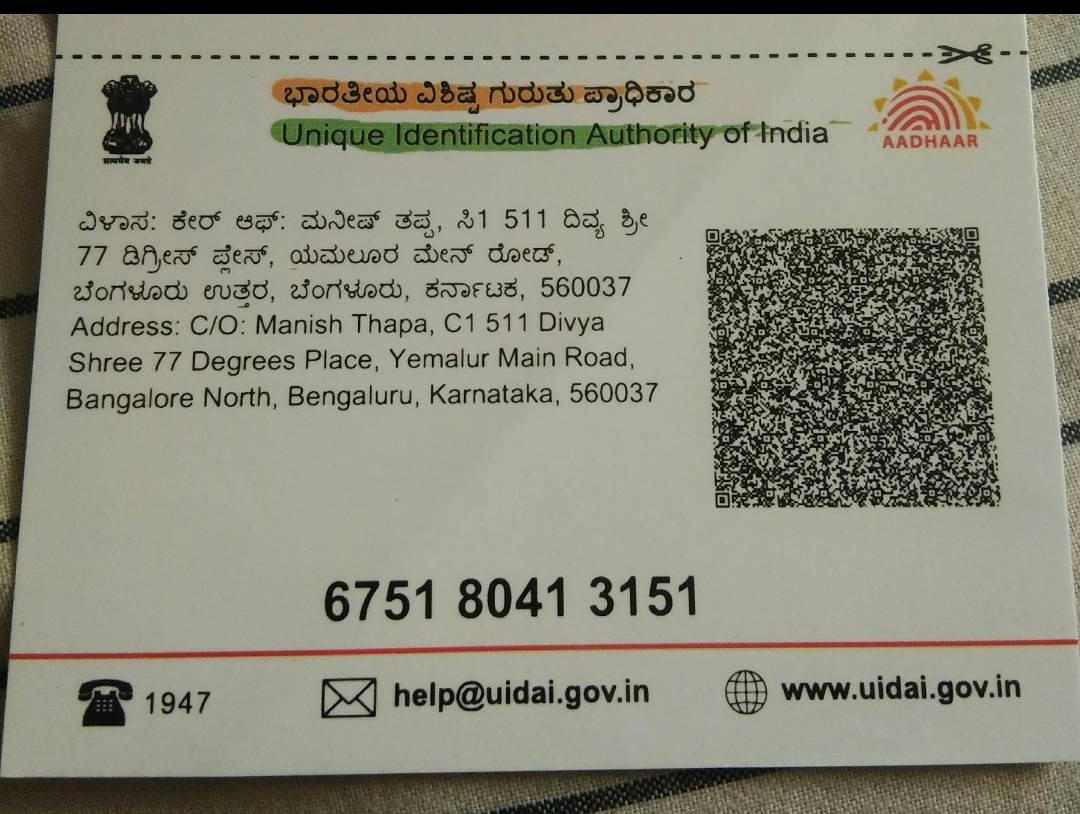 ಭಾರತೀಯ ವಿಶಿಷ್ಟ ಗುರುತು ಪ್ರಾಧಿಕಾರ
Unique Identification Authority of India
सत्यमेव जयते
AADHAAR
ವಿಳಾಸ: ಕೇರ್ ಆಫ್: ಮನೀಷ್ ತಪ್ಪ, ಸಿ1 511 ದಿವ್ಯ ಶ್ರೀ
77 ಡಿಗ್ರೀಸ್ ಪ್ಲೇಸ್, ಯಮಲೂರ ಮೇನ್ ರೋಡ್,
ಬೆಂಗಳೂರು ಉತ್ತರ, ಬೆಂಗಳೂರು, ಕರ್ನಾಟಕ, 560037
Address: C/O: Manish Thapa, C1 511 Divya
Shree 77 Degrees Place, Yemalur Main Road,
Bangalore North, Bengaluru, Karnataka, 560037
6751 8041 3151
1947
help@uidai.gov.in
www.uidai.gov.in